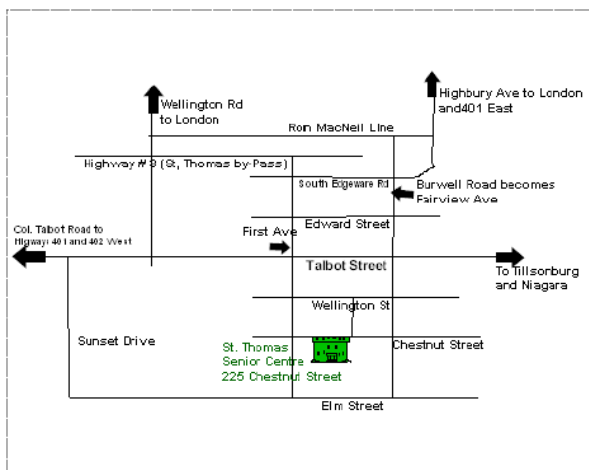 Highbury Ave to London
and401 East
Wellington Rd
to London
Ron MacNeil Line
Highway # 3 (St, Thomas by-Pass)
South Edgeware Rd
Burwell Road becomes
Fairview Ave
Edward Street
Col. Talbot Road to
Higway 401 and 402 West
First Ave
Talbot Street
To Tillsonburg
and Niagara
Wellington St
Sunset Drive
St. Thomas
Senior Centre
225 Chestnut Street
Chestnut Street
Elm Street